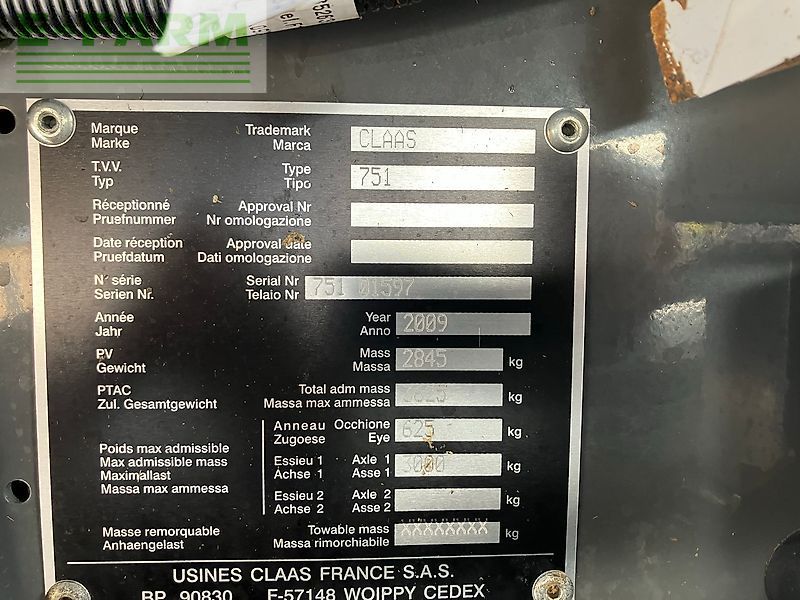 E-FARM
Marque Trademark CLAAS
Marke Marca
T.V.V. Type 751
Typ Tipo
Réceptionné Approval Nr
Pruefnummer Nr omologazione
Date réception Approval date
Pruefdatum Dati omologazione
N° série Serial Nr 751 01597
Serien Nr. Telaio Nr
Année Year 2009
Jahr Anno
PV Mass 2845 kg
Gewicht Massa
PTAC Total adm mass kg
Zul. Gesamtgewicht Massa max ammessa
Anneau Occhione 625 kg
Zugoese Eye
Poids max admissible
Max admissible mass
Maximallast
Massa max ammessa
Essieu 1 Axle 1 3000 kg
Achse 1 Asse 1
Essieu 2 Axle 2 kg
Achse 2 Asse 2
Masse remorquable Towable mass XXXXXXXX kg
Anhaengelast Massa rimorchiabile
USINES CLAAS FRANCE S.A.S.
BP 90830 F-57148 WOIPPY CEDEX